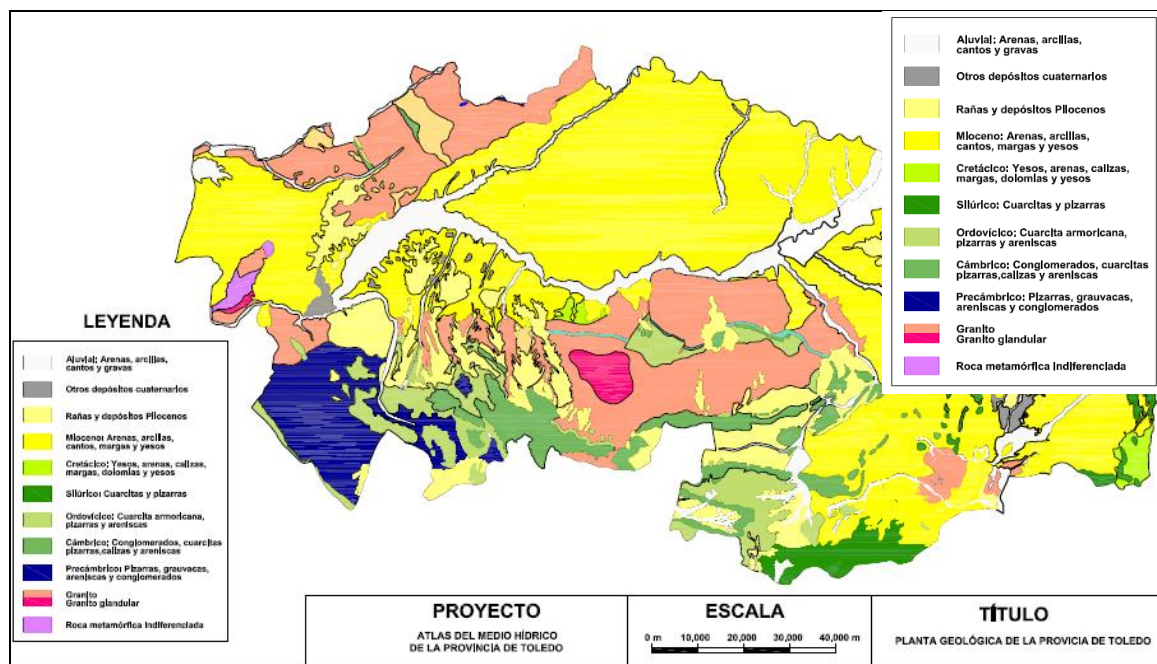 Aluvial; Arenas, arcillas,
cantos y gravas
Otros depósitos cuaternarios
Rañas y depósitos Pliocenos
Mioceno: Arenas, arcillas,
cantos, margas y yesos
Cretácico: Yesos, arenas, calizas,
margas, dolomías y yesos
Silúrico: Cuarcitas y pizarras
Ordovícico: Cuarcita armoricana,
pizarras y areniscas
Cámbrico; Conglomerados, cuarcitas
pizarras,calizas y areniscas
Precámbrico: Pizarras, grauvacas,
areniscas y conglomerados
Granito
Granito glandular
Roca metamórfica indiferenciada
LEYENDA
Aluvial; Arenas, arcillas,
cantos y gravas
Otros depósitos cuaternarios
Rañas y depósitos Pliocenos
Mioceno: Arenas, arcillas,
cantos, margas y yesos
Cretácico: Yesos, arenas, calizas,
margas, dolomías y yesos
Silúrico: Cuarcitas y pizarras
Ordovícico: Cuarcita armoricana,
pizarras y areniscas
Cámbrico; Conglomerados, cuarcitas
pizarras,calizas y areniscas
Precámbrico: Pizarras, grauvacas,
areniscas y conglomerados
Granito
Granito glandular
Roca metamórfica indiferenciada
PROYECTO
ATLAS DEL MEDIO HÍDRICO
DE LA PROVINCIA DE TOLEDO
ESCALA
0 m 10,000 20,000 30,000 40,000 m
TÍTULO
PLANTA GEOLÓGICA DE LA PROVICIA DE TOLEDO